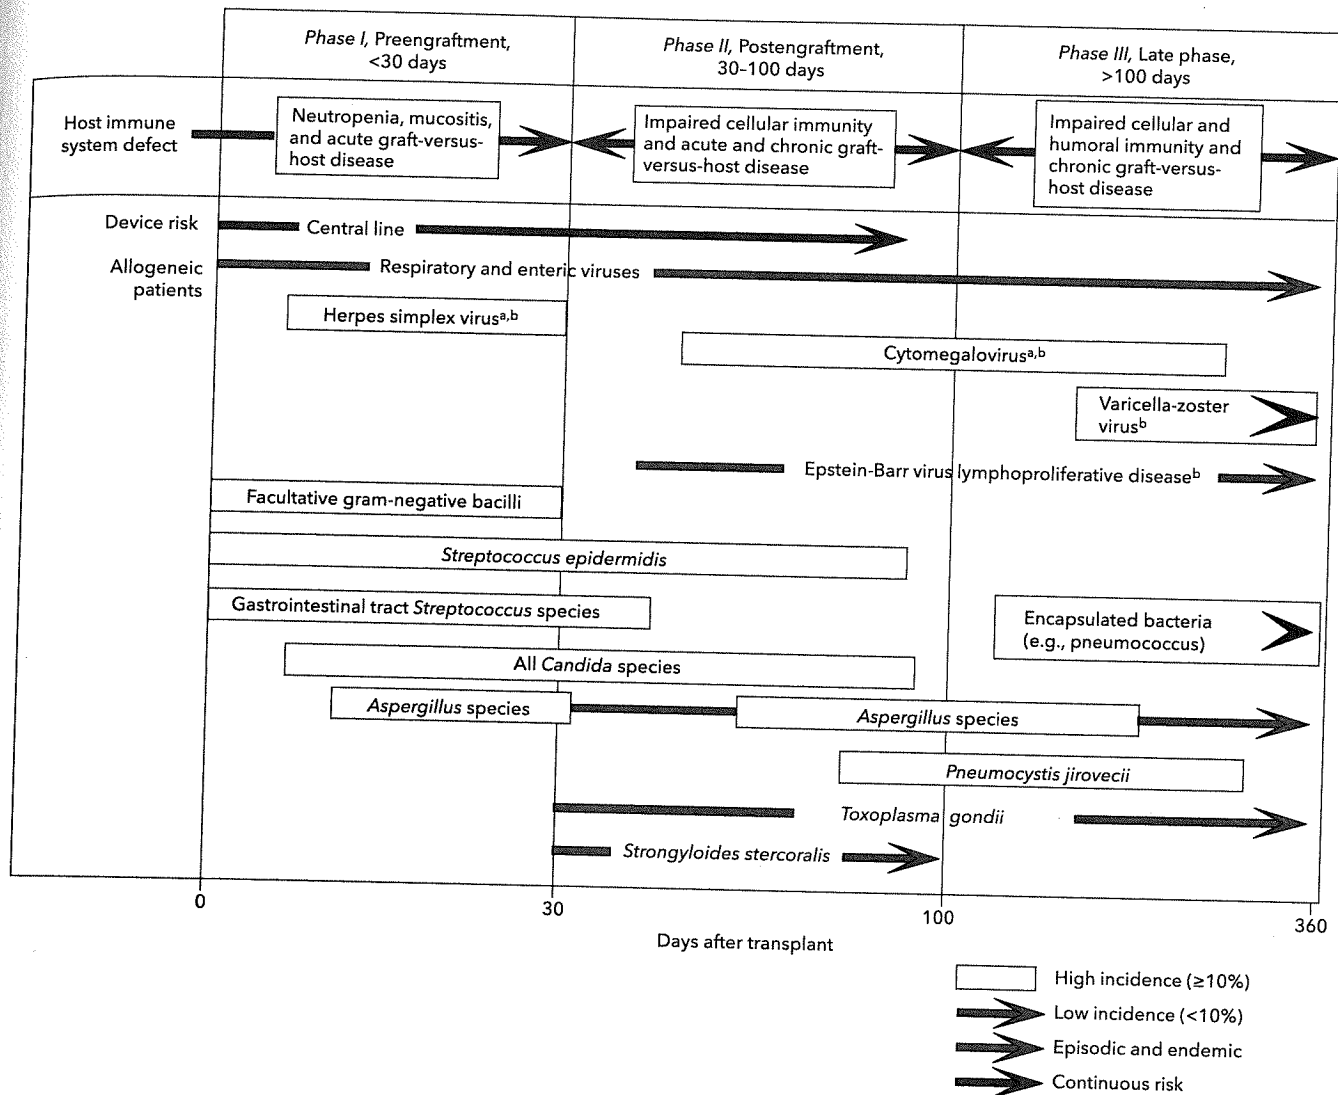 Phase I, Preengraftment,
<30 days
Phase II, Postengraftment,
30–100 days
Phase III, Late phase,
>100 days
Host immune
system defect
Neutropenia, mucositis,
and acute graft-versus-
host disease
Impaired cellular immunity
and acute and chronic graft-
versus-host disease
Impaired cellular and
humoral immunity and
chronic graft-versus-
host disease
Device risk
Central line
Allogeneic
patients
Respiratory and enteric viruses
Herpes simplex virusa,b
Cytomegalovirusa,b
Varicella-zoster
virusb
Epstein-Barr virus lymphoproliferative diseaseb
Facultative gram-negative bacilli
Streptococcus epidermidis
Gastrointestinal tract Streptococcus species
Encapsulated bacteria
(e.g., pneumococcus)
All Candida species
Aspergillus species
Aspergillus species
Pneumocystis jirovecii
Toxoplasma gondii
Strongyloides stercoralis
0
30
100
360
Days after transplant
High incidence (≥10%)
Low incidence (<10%)
Episodic and endemic
Continuous risk